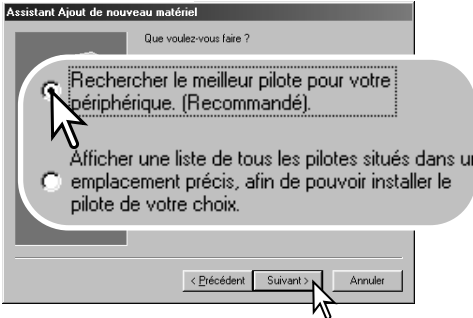 Assistant Ajout de nouveau matériel
Que voulez-vous faire ?
Rechercher le meilleur pilote pour votre
périphérique. (Recommandé).
Afficher une liste de tous les pilotes situés dans un
emplacement précis, afin de pouvoir installer le
pilote de votre choix.
< Précédent Suivant > Annuler